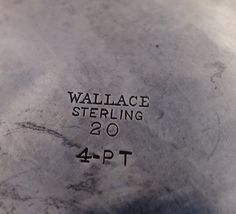 WALLACE
STERLING
20
4-PT